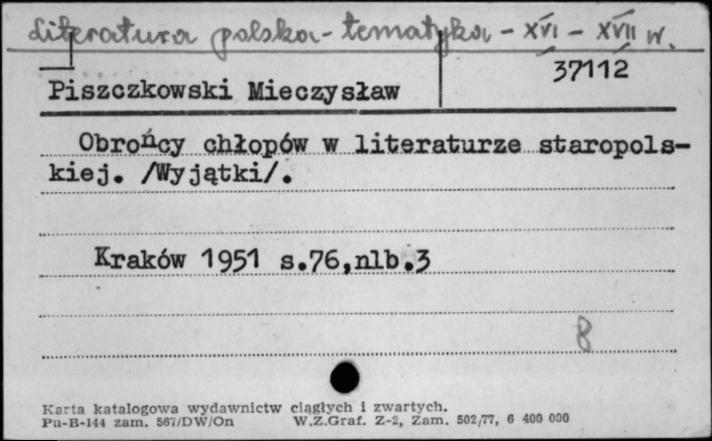 Literatura polska - tematyka - XVI - XVII w.
37112
Piszczkowski Mieczysław
Obrońcy chłopów w literaturze staropols-
kiej. /Wyjątki/.
Kraków 1951 s.76,nlb.3
8
Karta katalogowa wydawnictw ciągłych i zwartych.
Pu-B-144 zam. 567/DW/On W.Z.Graf. Z-2, Zam. 502/77, 6 400 000